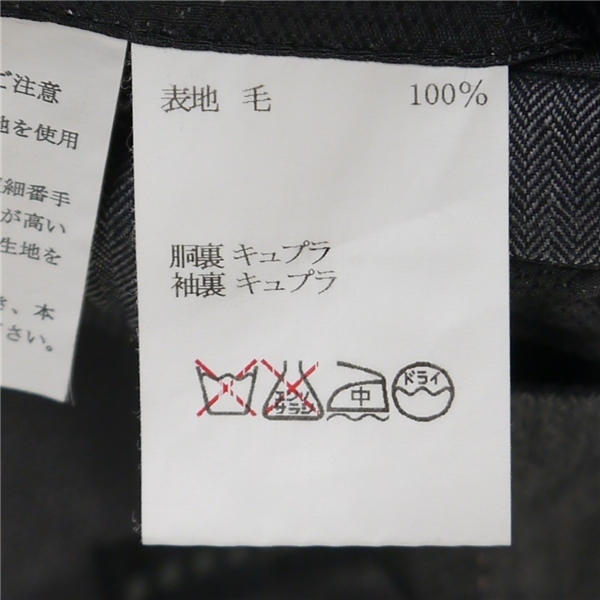 ご注意
地を使用
細番手
が高い
生地を
き、本
さい。
表地 毛 100%
胴裏 キュプラ
袖裏 キュプラ
エンソ
サラシ
中
ドライ